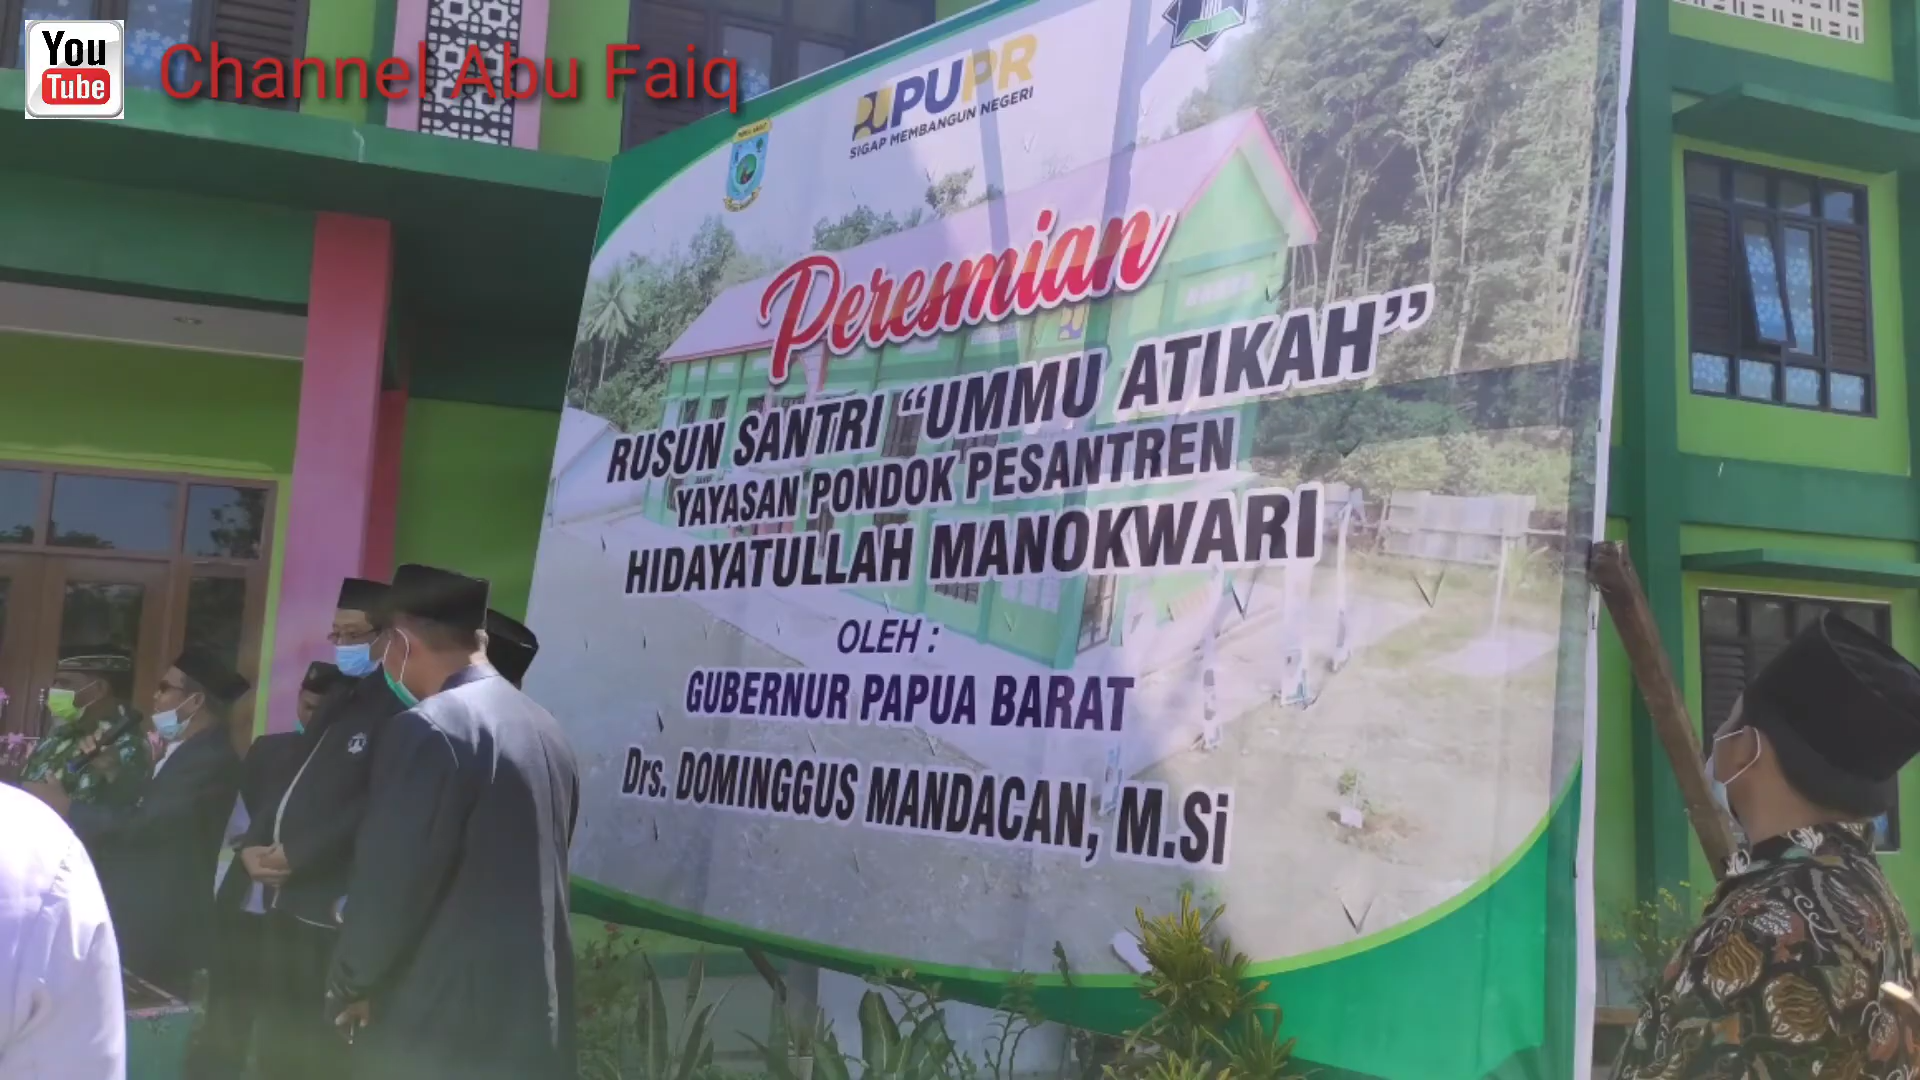 You
Tube
Channel Abu Faiq
PUPR
SIGAP MEMBANGUN NEGERI
Peresmian
RUSUN SANTRI “UMMU ATIKAH”
YAYASAN PONDOK PESANTREN
HIDAYATULLAH MANOKWARI
OLEH :
GUBERNUR PAPUA BARAT
Drs. DOMINGGUS MANDACAN, M.Si